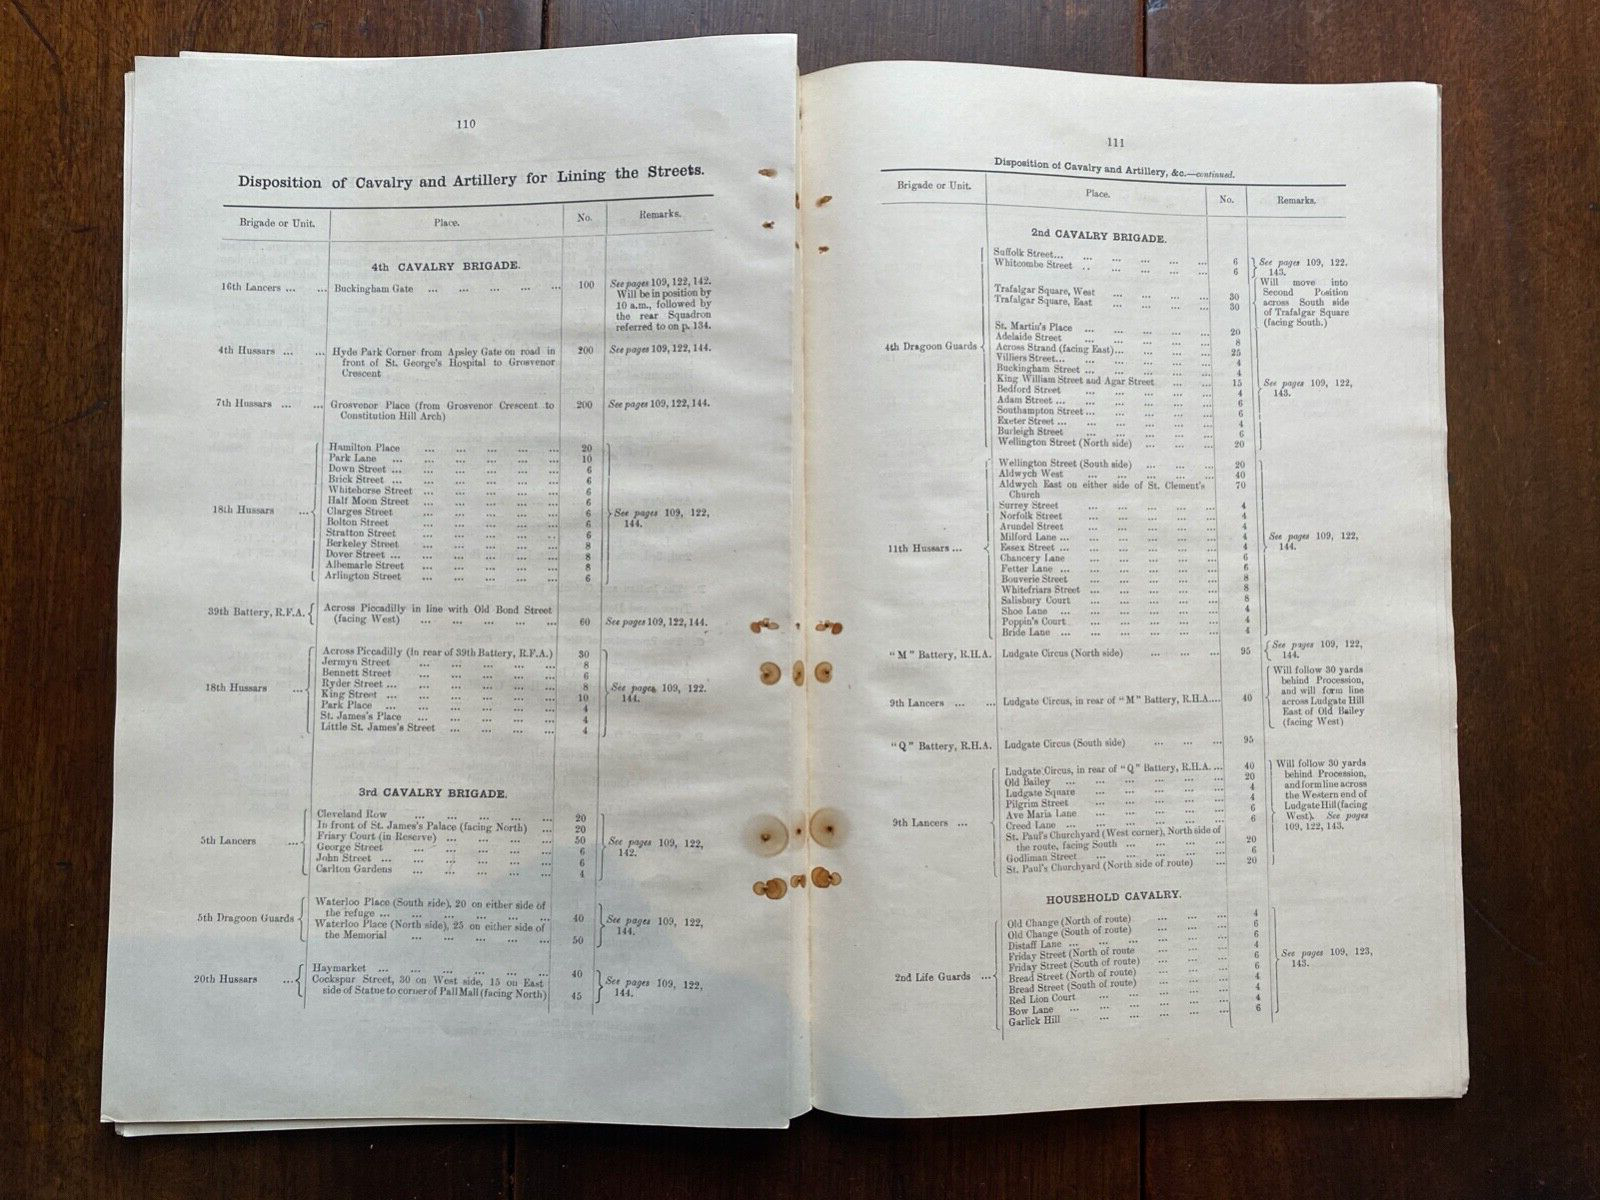 110
Disposition of Cavalry and Artillery for Lining the Streets.
Brigade or Unit. Place. No. Remarks.
4th CAVALRY BRIGADE.
16th Lancers ... ... Buckingham Gate ... ... ... ... ... 100 See pages 109, 122, 142.
Will be in position by
10 a.m., followed by
the rear Squadron
referred to on p. 134.
4th Hussars ... ... Hyde Park Corner from Apsley Gate on road in 200 See pages 109, 122, 144.
front of St. George's Hospital to Grosvenor
Crescent
7th Hussars ... ... Grosvenor Place (from Grosvenor Crescent to 200 See pages 109, 122, 144.
Constitution Hill Arch)
Hamilton Place ... ... ... ... ... 20
Park Lane ... ... ... ... ... ... 10
Down Street ... ... ... ... ... ... 6
Brick Street ... ... ... ... ... ... 6
Whitehorse Street ... ... ... ... ... 6
Half Moon Street ... ... ... ... ... 6
18th Hussars ... Clarges Street ... ... ... ... ... 6 See pages 109, 122,
Bolton Street ... ... ... ... ... 6 144.
Stratton Street ... ... ... ... ... 6
Berkeley Street ... ... ... ... ... 8
Dover Street ... ... ... ... ... ... 8
Albemarle Street ... ... ... ... ... 8
Arlington Street ... ... ... ... ... 6
39th Battery, R.F.A. Across Piccadilly in line with Old Bond Street
(facing West) ... ... ... ... ... 60 See pages 109, 122, 144.
Across Piccadilly (In rear of 39th Battery, R.F.A.) 30
Jermyn Street ... ... ... ... ... 8
Bennett Street ... ... ... ... ... 6
18th Hussars ... Ryder Street ... ... ... ... ... ... 8 See pages 109, 122.
King Street ... ... ... ... ... ... 10 144.
Park Place ... ... ... ... ... ... 4
St. James's Place ... ... ... ... ... 4
Little St. James's Street ... ... ... ... 4
3rd CAVALRY BRIGADE.
Cleveland Row ... ... ... ... ... 20
In front of St. James's Palace (facing North) ... 20
Friary Court (in Reserve) ... ... ... ... 50
5th Lancers ... George Street ... ... ... ... ... 6 See pages 109, 122,
John Street ... ... ... ... ... ... 6 142.
Carlton Gardens ... ... ... ... ... 4
5th Dragoon Guards Waterloo Place (South side), 20 on either side of
the refuge ... ... ... ... ... ... 40 See pages 109, 122,
Waterloo Place (North side), 25 on either side of 144.
the Memorial ... ... ... ... ... 50
20th Hussars ... Haymarket ... ... ... ... ... ... 40 See pages 109, 122,
Cockspur Street, 30 on West side, 15 on East 144.
side of Statue to corner of Pall Mall (facing North) 45
111
Disposition of Cavalry and Artillery, &c.—continued.
Brigade or Unit. Place. No. Remarks.
2nd CAVALRY BRIGADE.
Suffolk Street... ... ... ... ... ... 6 See pages 109, 122.
Whitcombe Street .. ... ... ... ... 6 143.
Trafalgar Square, West ... ... ... ... 30 Will move into
Trafalgar Square, East ... ... ... ... 30 Second Position
across South side
of Trafalgar Square
(facing South.)
St. Martin's Place ... ... ... ... ... 20
Adelaide Street ... ... ... ... ... 8
4th Dragoon Guards Across Strand (facing East)... ... ... ... 25
Villiers Street... ... ... ... ... ... 4
Buckingham Street ... ... ... ... ... 4
King William Street and Agar Street ... ... 15 See pages 109, 122,
Bedford Street ... ... ... ... ... 4 143.
Adam Street ... ... ... ... ... ... 6
Southampton Street ... ... ... ... ... 6
Exeter Street ... ... ... ... ... ... 4
Burleigh Street ... ... ... ... ... 6
Wellington Street (North side) ... ... ... 20
Wellington Street (South side) ... ... ... 20
Aldwych West ... ... ... ... ... 40
Aldwych East on either side of St. Clement's 70
Church
Surrey Street ... ... ... ... ... 4
Norfolk Street ... ... ... ... ... 4
Arundel Street ... ... ... ... ... 4
Milford Lane ... ... ... ... ... ... 4 See pages 109, 122,
11th Hussars ... Essex Street ... ... ... ... ... ... 4 144.
Chancery Lane ... ... ... ... ... 6
Fetter Lane ... ... ... ... ... ... 4
Bouverie Street ... ... ... ... ... 8
Whitefriars Street ... ... ... ... ... 8
Salisbury Court ... ... ... ... ... 8
Shoe Lane ... ... ... ... ... ... 4
Poppin's Court ... ... ... ... ... 4
Bride Lane ... ... ... ... ... ... 4
"M" Battery, R.H.A. Ludgate Circus (North side) ... ... ... 95 See pages 109, 122,
144.
9th Lancers ... ... Ludgate Circus, in rear of "M" Battery, R.H.A.... 40 Will follow 30 yards
behind Procession,
and will form line
across Ludgate Hill
East of Old Bailey
(facing West)
"Q" Battery, R.H.A. Ludgate Circus (South side) ... ... ... 95
Ludgate Circus, in rear of "Q" Battery, R.H.A. ... 40 Will follow 30 yards
Old Bailey ... ... ... ... ... ... 20 behind Procession,
Ludgate Square ... ... ... ... ... 4 and form line across
Pilgrim Street ... ... ... ... ... 4 the Western end of
Ave Maria Lane ... ... ... ... ... 6 Ludgate Hill (facing
9th Lancers ... Creed Lane ... ... ... ... ... ... 6 West). See pages
St. Paul's Churchyard (West corner), North side of 109, 122, 143.
the route, facing South ... ... ... ... 20
Godliman Street ... ... ... ... ... 6
St. Paul's Churchyard (North side of route) ... 20
HOUSEHOLD CAVALRY.
Old Change (North of route) ... ... ... 4
Old Change (South of route) ... ... ... 6
Distaff Lane ... ... ... ... ... ... 6
Friday Street (North of route ... ... ... 4
Friday Street (South of route) ... ... ... 6 See pages 109, 123,
2nd Life Guards ... Bread Street (North of route) ... ... ... 4 143.
Bread Street (South of route) ... ... ... 4
Red Lion Court ... ... ... ... ... 4
Bow Lane ... ... ... ... ... ... 6
Garlick Hill ... ... ... ... ...